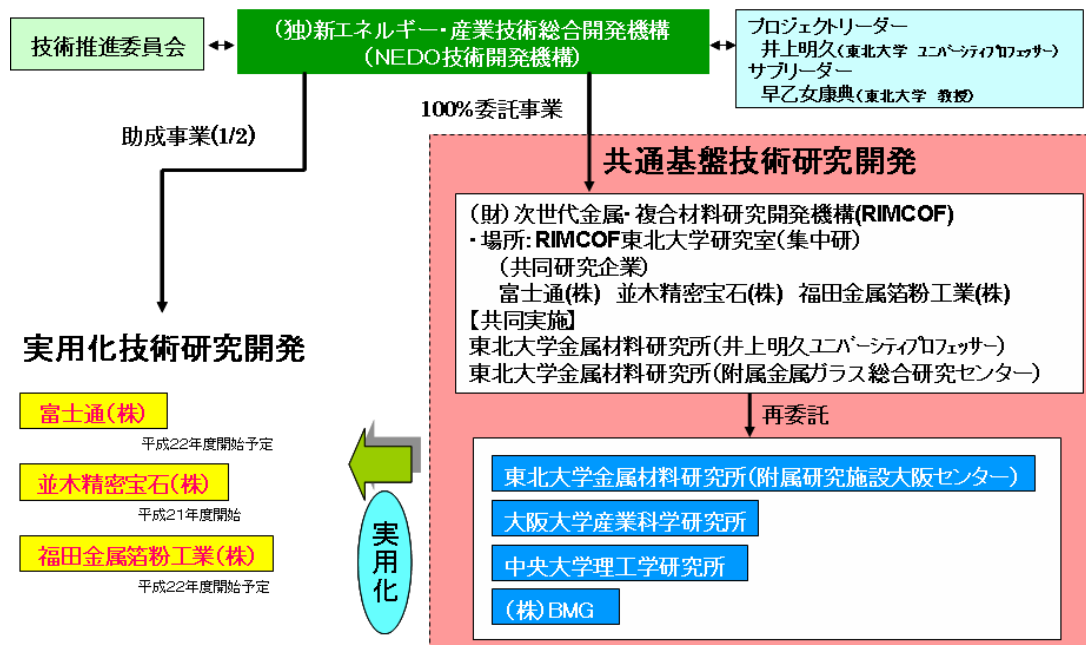 技術推進委員会
(独)新エネルギー・産業技術総合開発機構
(NEDO技術開発機構)
プロジェクトリーダー
井上明久(東北大学 ユニバーシティプロフェッサー)
サブリーダー
早乙女康典(東北大学 教授)
助成事業(1/2)
100%委託事業
共通基盤技術研究開発
(財)次世代金属・複合材料研究開発機構(RIMCOF)
・場所:RIMCOF東北大学研究室(集中研)
(共同研究企業)
富士通(株) 並木精密宝石(株) 福田金属箔粉工業(株)
【共同実施】
東北大学金属材料研究所(井上明久ユニバーシティプロフェッサー)
東北大学金属材料研究所(附属金属ガラス総合研究センター)
再委託
東北大学金属材料研究所(附属研究施設大阪センター)
大阪大学産業科学研究所
中央大学理工学研究所
(株)BMG
実用化技術研究開発
富士通(株)
平成22年度開始予定
並木精密宝石(株)
平成21年度開始
福田金属箔粉工業(株)
平成22年度開始予定
実用化